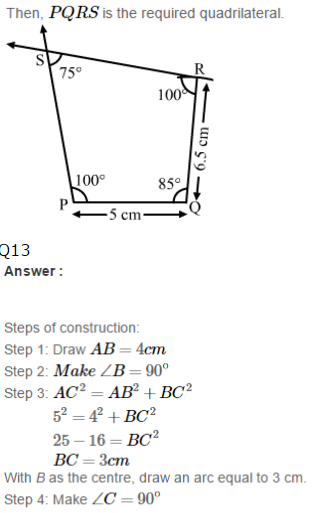 Then, PQRS is the required quadrilateral.
S
75°
R
100°
6.5 cm
100°
85°
P
Q
5 cm
Q13
Answer :
Steps of construction:
Step 1: Draw AB = 4cm
Step 2: Make ∠B = 90°
Step 3: AC² = AB² + BC²
5² = 4² + BC²
25 − 16 = BC²
BC = 3cm
With B as the centre, draw an arc equal to 3 cm.
Step 4: Make ∠C = 90°